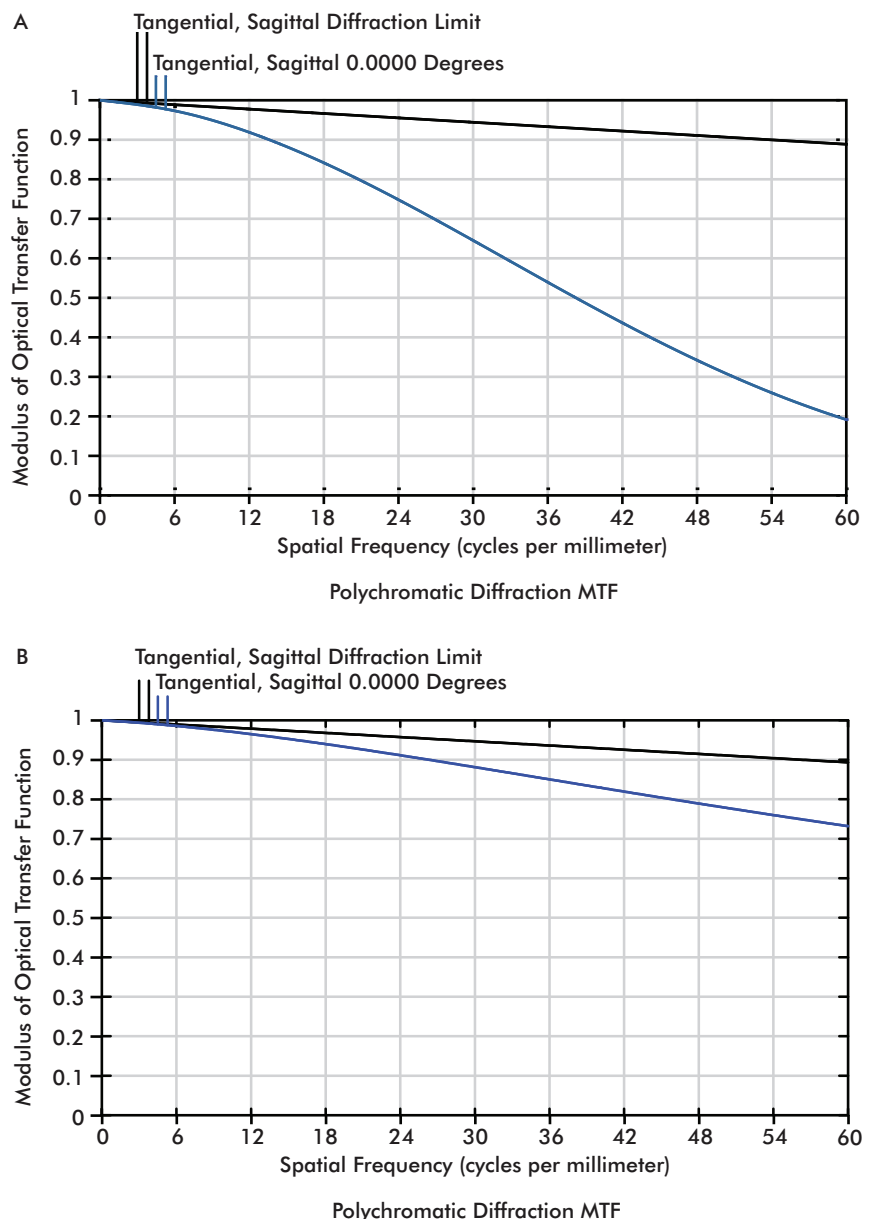 A
Tangential, Sagittal Diffraction Limit
Tangential, Sagittal 0.0000 Degrees
1
0.9
0.8
0.7
0.6
0.5
0.4
0.3
0.2
0.1
0
Modulus of Optical Transfer Function
0 6 12 18 24 30 36 42 48 54 60
Spatial Frequency (cycles per millimeter)
Polychromatic Diffraction MTF
B
Tangential, Sagittal Diffraction Limit
Tangential, Sagittal 0.0000 Degrees
1
0.9
0.8
0.7
0.6
0.5
0.4
0.3
0.2
0.1
0
Modulus of Optical Transfer Function
0 6 12 18 24 30 36 42 48 54 60
Spatial Frequency (cycles per millimeter)
Polychromatic Diffraction MTF